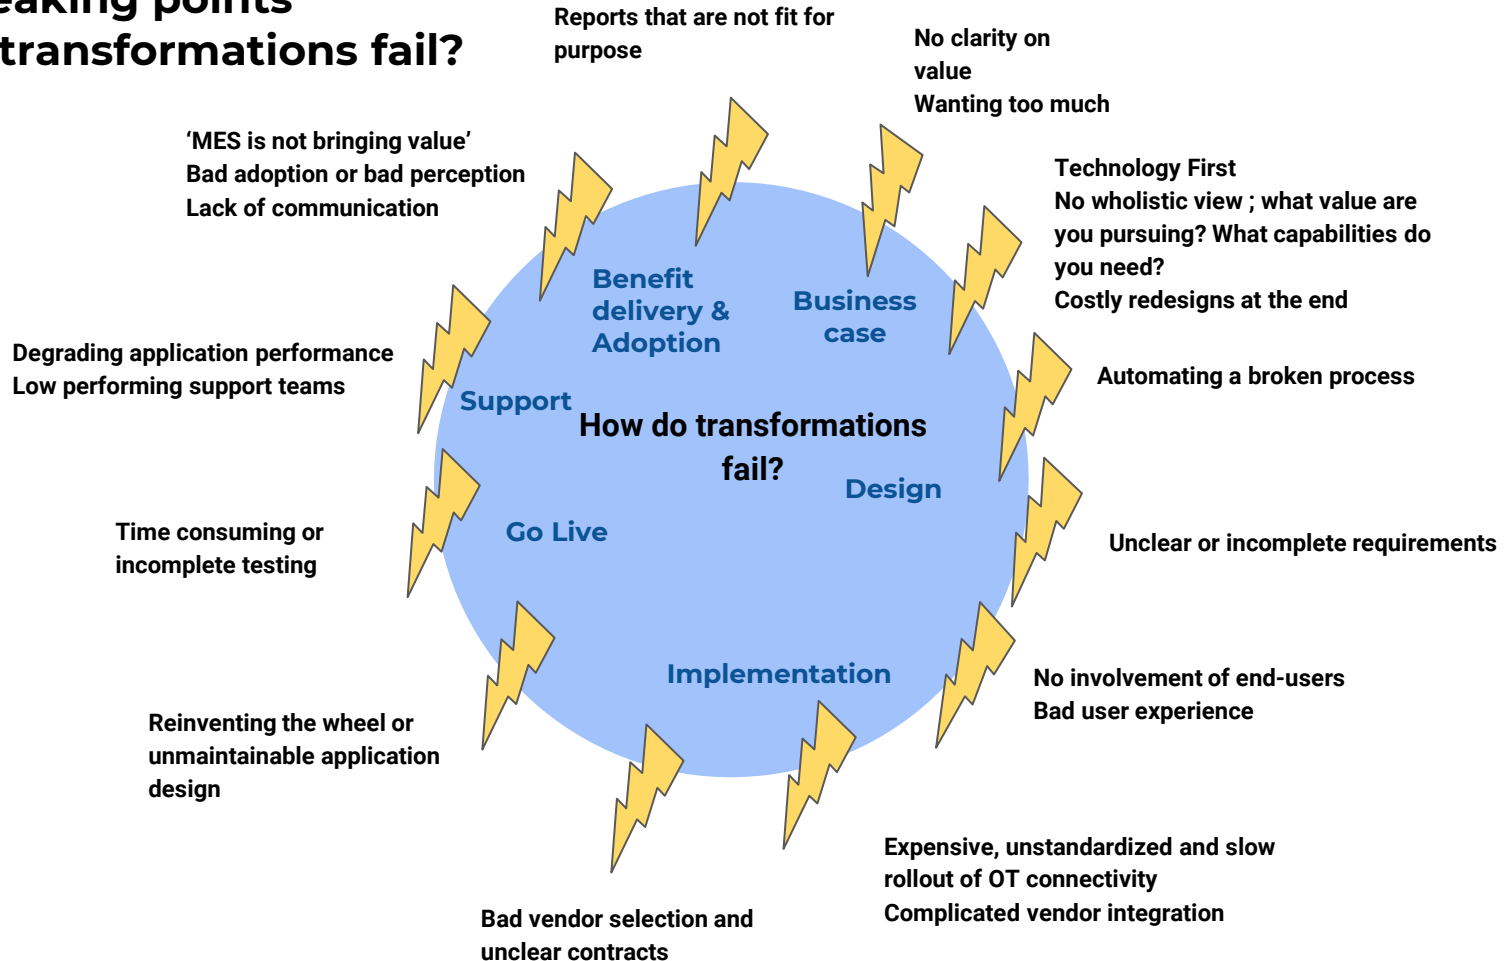 transformations fail?
Reports that are not fit for
purpose
No clarity on
value
Wanting too much
‘MES is not bringing value’
Bad adoption or bad perception
Lack of communication
Technology First
No wholistic view ; what value are
you pursuing? What capabilities do
you need?
Costly redesigns at the end
Benefit
delivery &
Adoption
Business
case
Degrading application performance
Low performing support teams
Automating a broken process
Support
How do transformations
fail?
Design
Go Live
Time consuming or
incomplete testing
Unclear or incomplete requirements
Implementation
No involvement of end-users
Bad user experience
Reinventing the wheel or
unmaintainable application
design
Expensive, unstandardized and slow
rollout of OT connectivity
Complicated vendor integration
Bad vendor selection and
unclear contracts